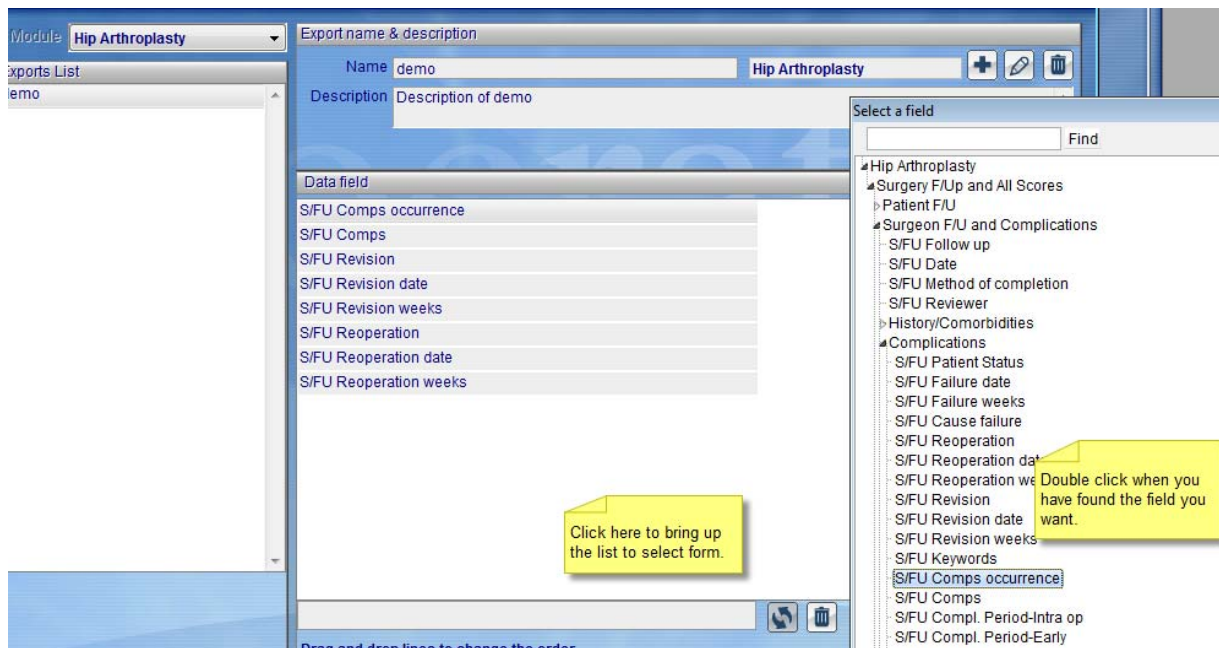 Module Hip Arthroplasty
Exports List
demo
Export name & description
Name demo Hip Arthroplasty
Description Description of demo
Data field
S/FU Comps occurrence
S/FU Comps
S/FU Revision
S/FU Revision date
S/FU Revision weeks
S/FU Reoperation
S/FU Reoperation date
S/FU Reoperation weeks
Click here to bring up
the list to select form.
Drag and drop lines to change the order
Select a field
Find
Hip Arthroplasty
Surgery F/Up and All Scores
Patient F/U
Surgeon F/U and Complications
S/FU Follow up
S/FU Date
S/FU Method of completion
S/FU Reviewer
History/Comorbidities
Complications
S/FU Patient Status
S/FU Failure date
S/FU Failure weeks
S/FU Cause failure
S/FU Reoperation
S/FU Reoperation dat
S/FU Reoperation we
S/FU Revision
S/FU Revision date
S/FU Revision weeks
S/FU Keywords
S/FU Comps occurrence
S/FU Comps
S/FU Compl. Period-Intra op
S/FU Compl. Period-Early
Double click when you
have found the field you
want.